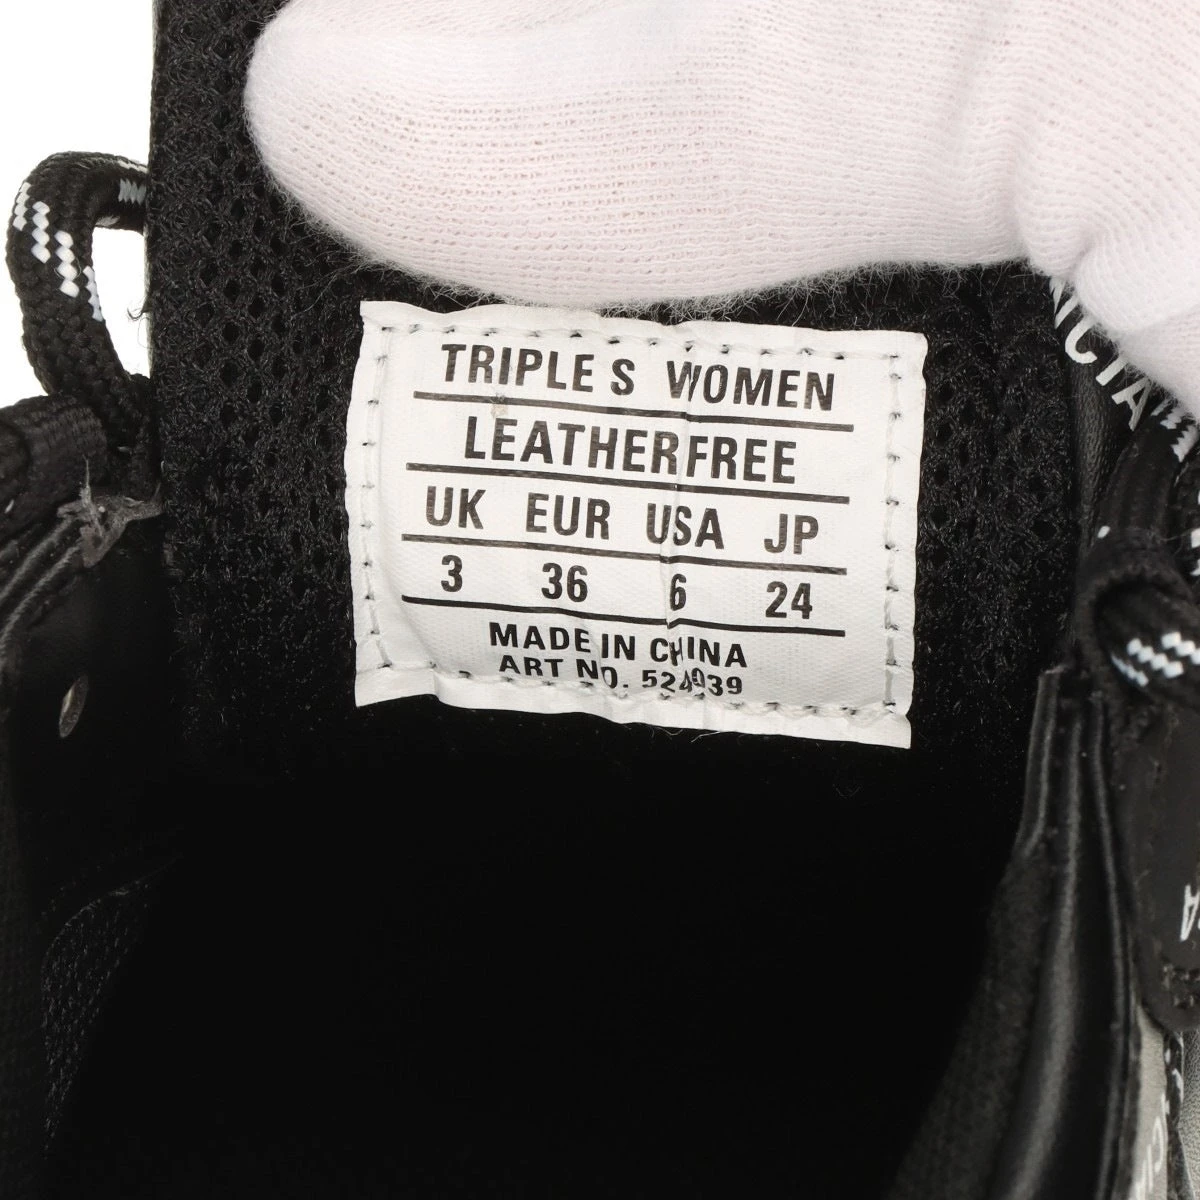 TRIPLE S WOMEN
LEATHERFREE
UK EUR USA JP
3 36 6 24
MADE IN CHINA
ART NO. 524039